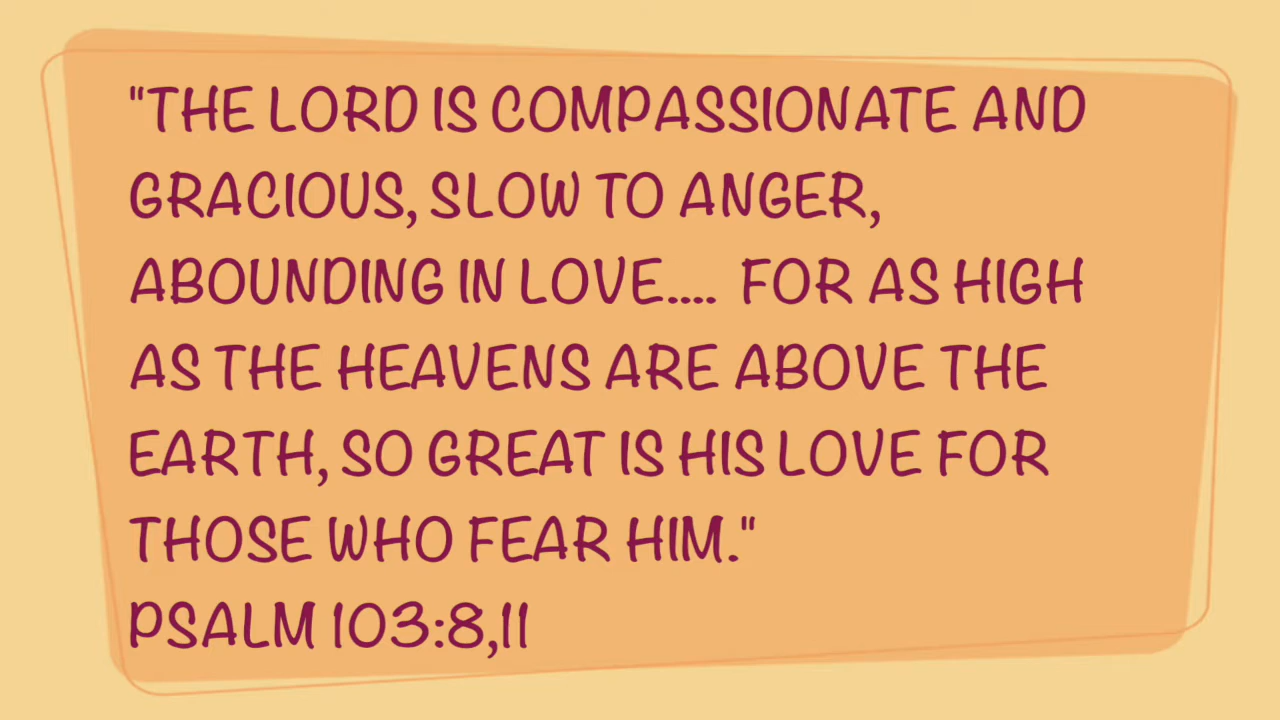 "THE LORD IS COMPASSIONATE AND
GRACIOUS, SLOW TO ANGER,
ABOUNDING IN LOVE.... FOR AS HIGH
AS THE HEAVENS ARE ABOVE THE
EARTH, SO GREAT IS HIS LOVE FOR
THOSE WHO FEAR HIM."
PSALM 103:8,11